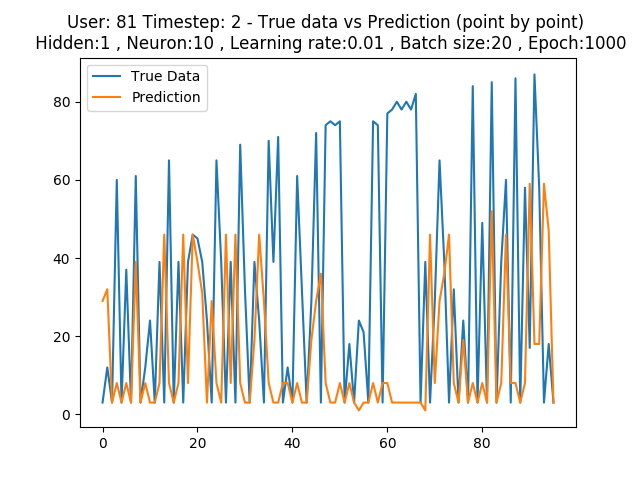 User: 81 Timestep: 2 - True data vs Prediction (point by point)
Hidden:1 , Neuron:10 , Learning rate:0.01 , Batch size:20 , Epoch:1000
True Data
Prediction
80
60
40
20
0
0 20 40 60 80